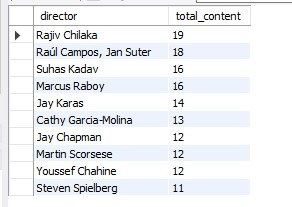 director total_content
Rajiv Chilaka 19
Raúl Campos, Jan Suter 18
Suhas Kadav 16
Marcus Raboy 16
Jay Karas 14
Cathy Garcia-Molina 13
Jay Chapman 12
Martin Scorsese 12
Youssef Chahine 12
Steven Spielberg 11